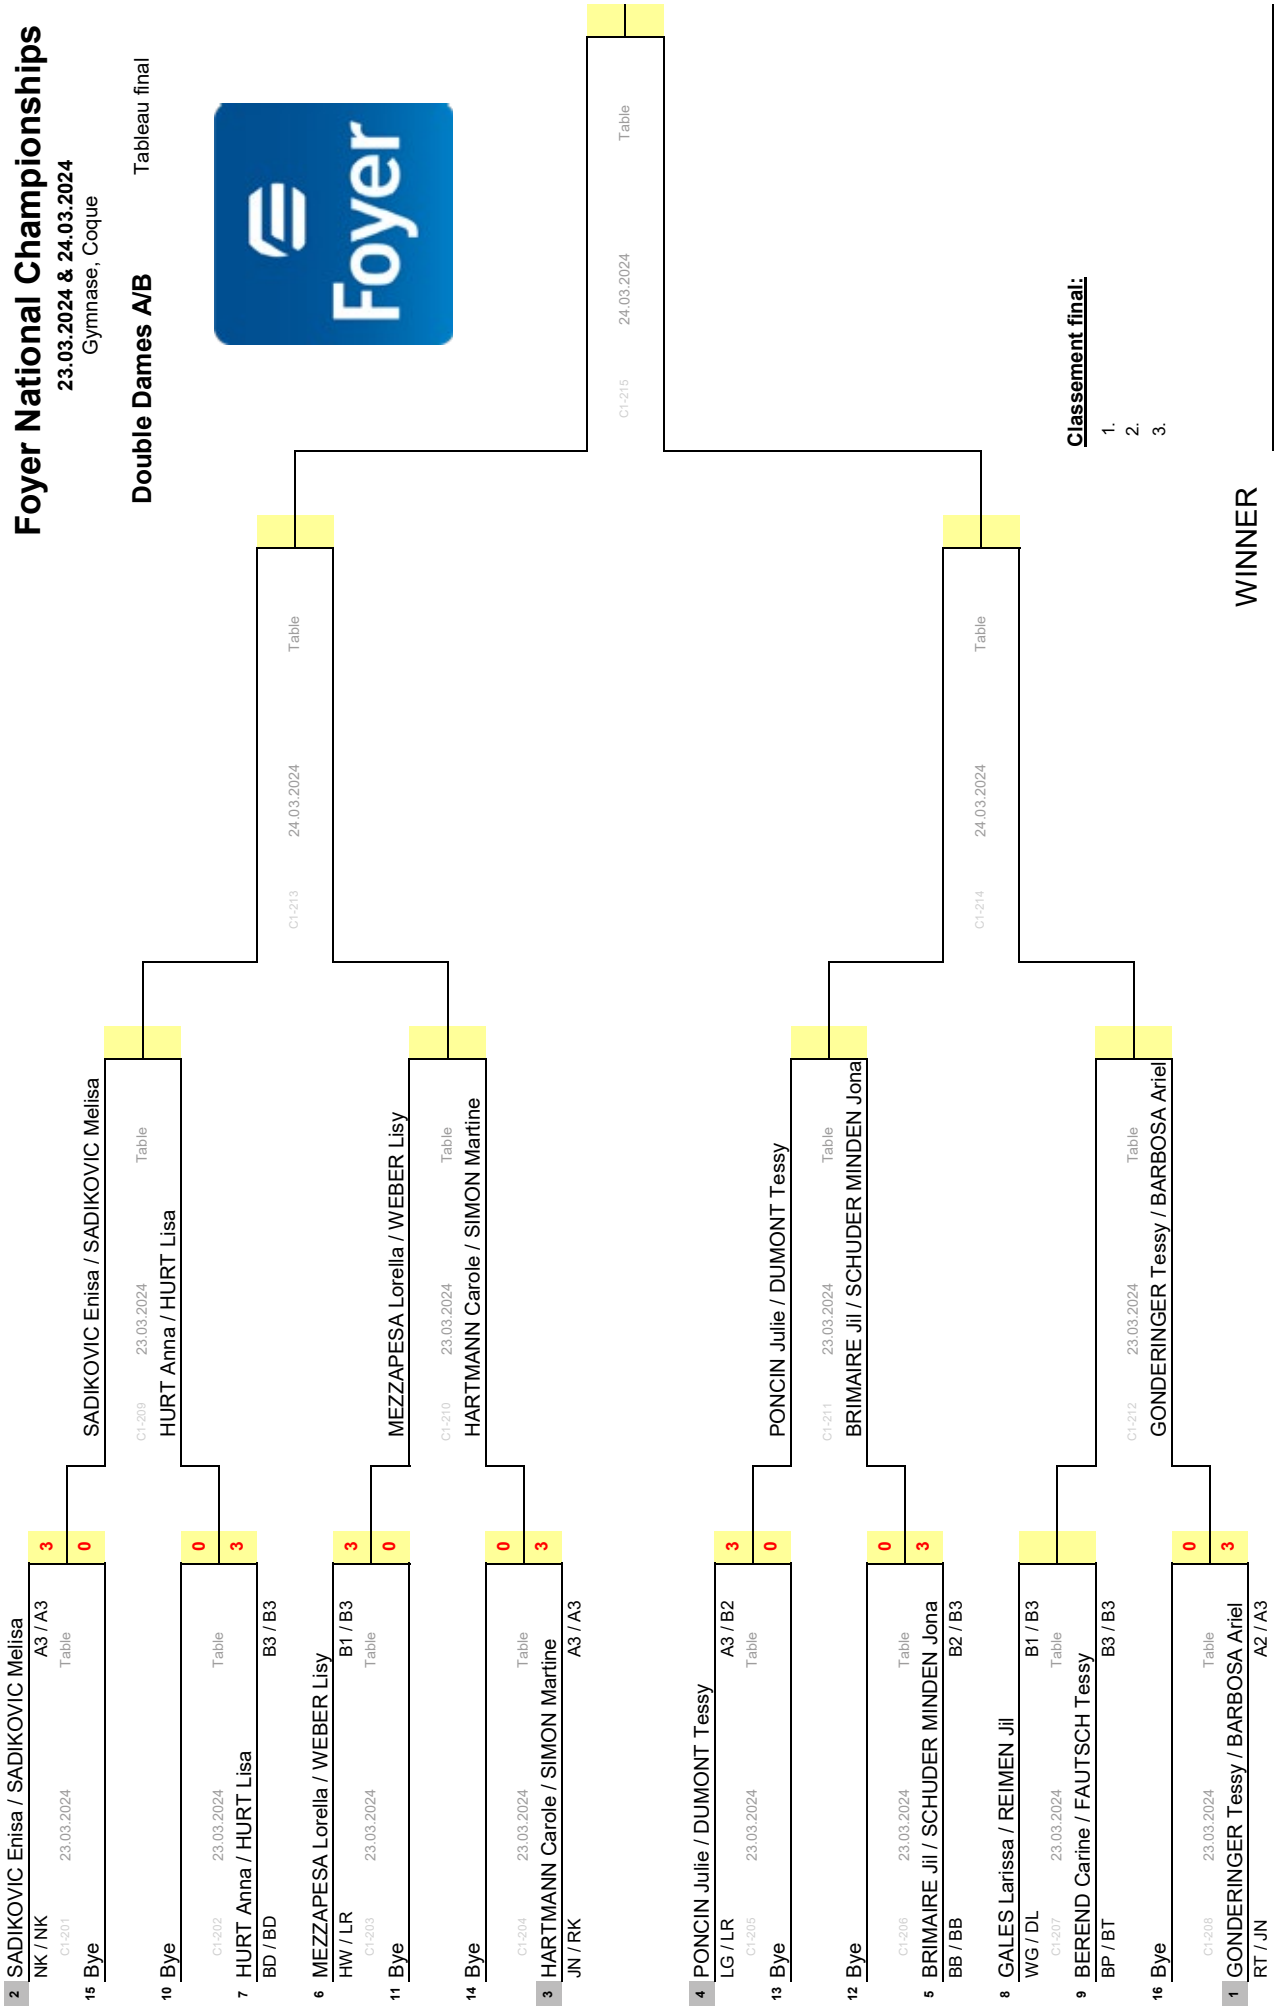 Foyer National Championships
23.03.2024 & 24.03.2024
Gymnase, Coque
Double Dames A/B
Tableau final
Foyer
2 SADIKOVIC Enisa / SADIKOVIC Melisa
NK / NK A3 / A3
C1-201 23.03.2024 Table
3
0
15 Bye
10 Bye
C1-202 23.03.2024 Table
0
3
7 HURT Anna / HURT Lisa
BD / BD B3 / B3
6 MEZZAPESA Lorella / WEBER Lisy
HW / LR B1 / B3
C1-203 23.03.2024 Table
3
0
11 Bye
14 Bye
C1-204 23.03.2024 Table
0
3
3 HARTMANN Carole / SIMON Martine
JN / RK A3 / A3
4 PONCIN Julie / DUMONT Tessy
LG / LR A3 / B2
C1-205 23.03.2024 Table
3
0
13 Bye
12 Bye
C1-206 23.03.2024 Table
0
3
5 BRIMAIRE Jil / SCHUDER MINDEN Jona
BB / BB B2 / B3
8 GALES Larissa / REIMEN Jil
WG / DL B1 / B3
C1-207 23.03.2024 Table
9 BEREND Carine / FAUTSCH Tessy
BP / BT B3 / B3
16 Bye
C1-208 23.03.2024 Table
0
3
1 GONDERINGER Tessy / BARBOSA Ariel
RT / JN A2 / A3
SADIKOVIC Enisa / SADIKOVIC Melisa
C1-209 23.03.2024 Table
HURT Anna / HURT Lisa
MEZZAPESA Lorella / WEBER Lisy
C1-210 23.03.2024 Table
HARTMANN Carole / SIMON Martine
PONCIN Julie / DUMONT Tessy
C1-211 23.03.2024 Table
BRIMAIRE Jil / SCHUDER MINDEN Jona
C1-212 23.03.2024 Table
GONDERINGER Tessy / BARBOSA Ariel
C1-213 24.03.2024 Table
C1-214 24.03.2024 Table
C1-215 24.03.2024 Table
Classement final:
1.
2.
3.
WINNER